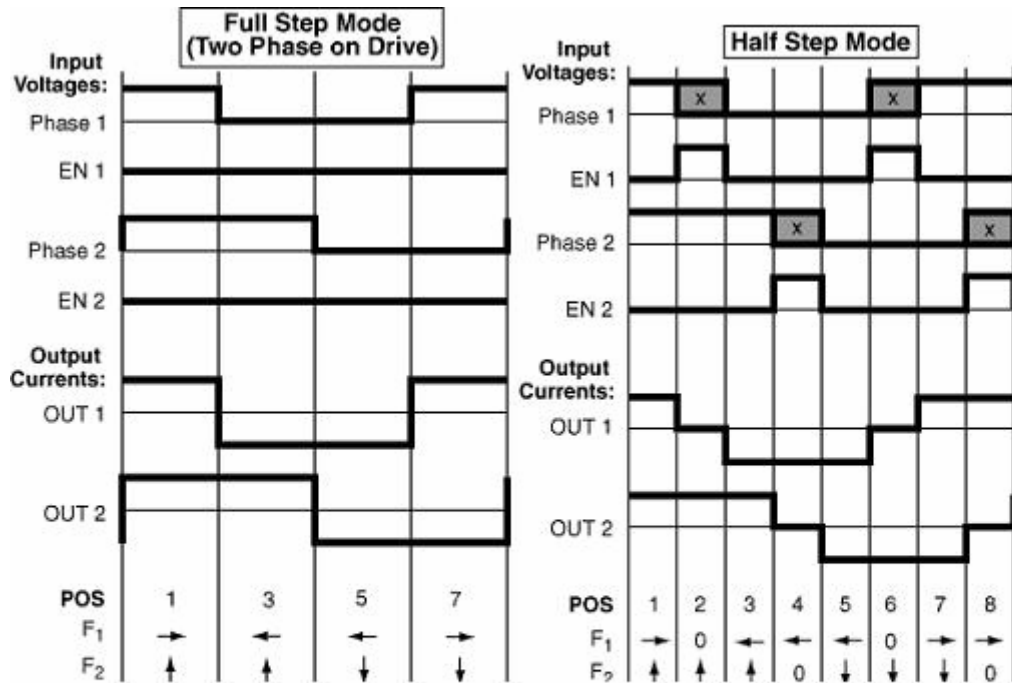 Full Step Mode
(Two Phase on Drive)
Input
Voltages:
Phase 1
EN 1
Phase 2
EN 2
Output
Currents:
OUT 1
OUT 2
POS 1 3 5 7
F1
F2
Half Step Mode
Input
Voltages:
X X
Phase 1
EN 1
Phase 2
X X
EN 2
Output
Currents:
OUT 1
OUT 2
POS 1 2 3 4 5 6 7 8
F1 0 0
F2 0 0